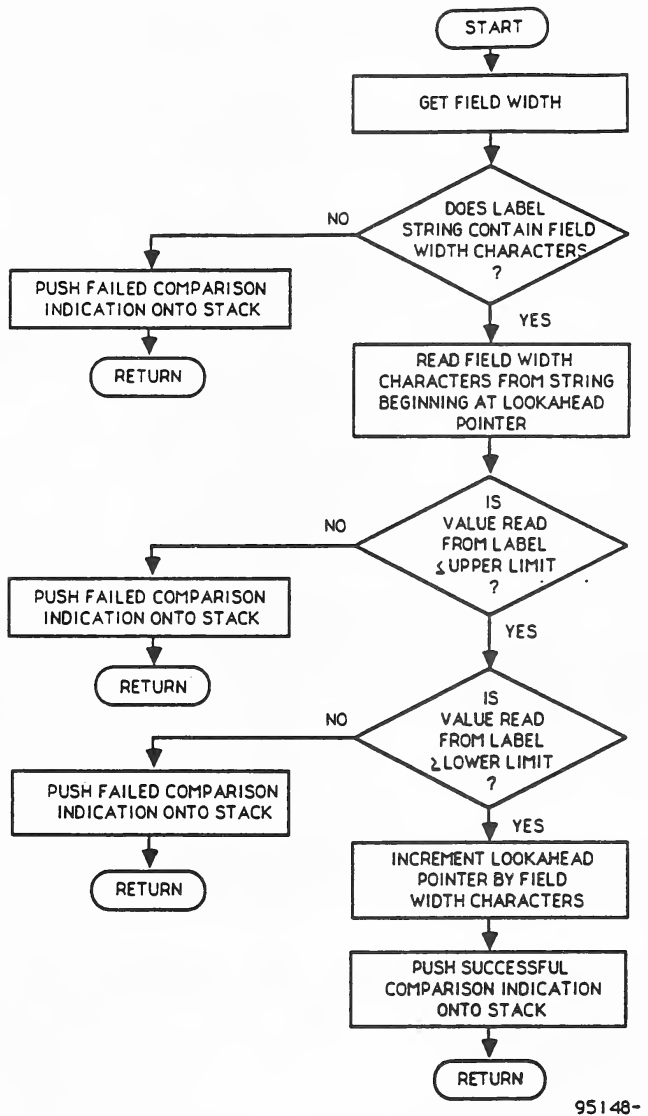 START
GET FIELD WIDTH
DOES LABEL
STRING CONTAIN FIELD
WIDTH CHARACTERS
?
NO
PUSH FAILED COMPARISON
INDICATION ONTO STACK
RETURN
YES
READ FIELD WIDTH
CHARACTERS FROM STRING
BEGINNING AT LOOKAHEAD
POINTER
IS
VALUE READ
FROM LABEL
≤UPPER LIMIT
?
NO
PUSH FAILED COMPARISON
INDICATION ONTO STACK
RETURN
YES
IS
VALUE READ
FROM LABEL
≥LOWER LIMIT
?
NO
PUSH FAILED COMPARISON
INDICATION ONTO STACK
RETURN
YES
INCREMENT LOOKAHEAD
POINTER BY FIELD
WIDTH CHARACTERS
PUSH SUCCESSFUL
COMPARISON INDICATION
ONTO STACK
RETURN
95148-